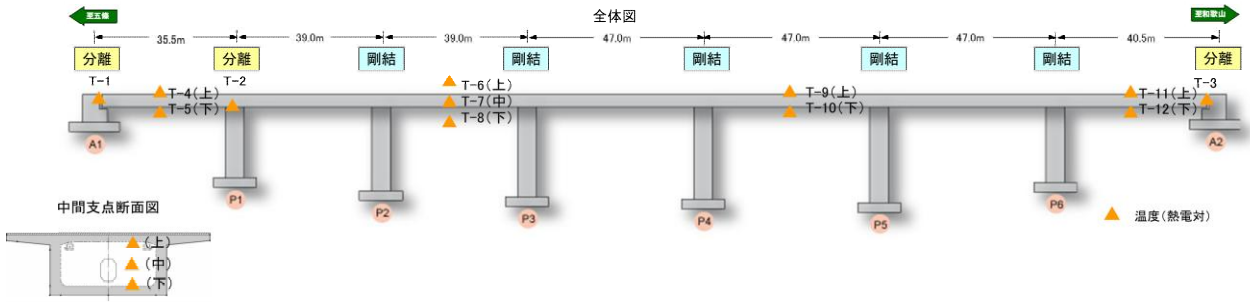 全体図
至五條
至和歌山
35.5m
39.0m
39.0m
47.0m
47.0m
47.0m
40.5m
分離
分離
剛結
剛結
剛結
剛結
剛結
分離
T-1
T-2
T-3
T-4(上)
T-5(下)
T-6(上)
T-7(中)
T-8(下)
T-9(上)
T-10(下)
T-11(上)
T-12(下)
A1
P1
P2
P3
P4
P5
P6
A2
温度(熱電対)
中間支点断面図
(上)
(中)
(下)